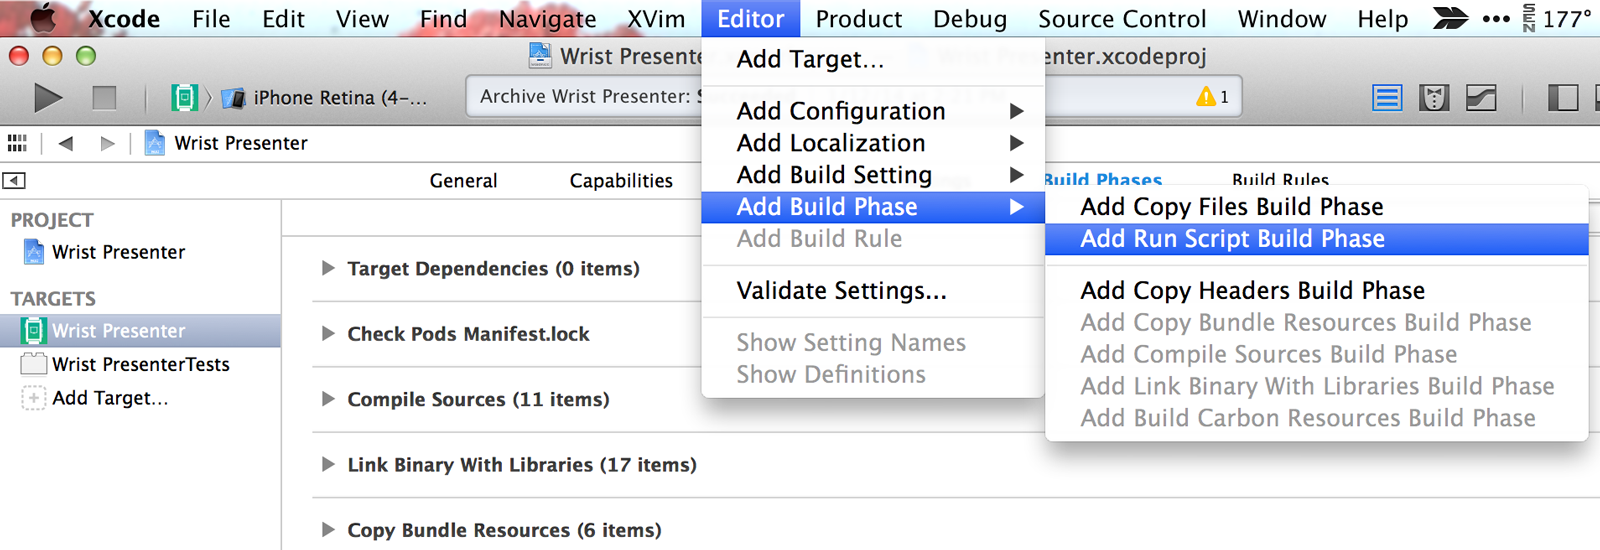 Xcode File Edit View Find Navigate XVim Editor Product Debug Source Control Window Help SEN 177°
Wrist Presenter enter.xcodeproj
iPhone Retina (4-... Archive Wrist Presenter: 1
Wrist Presenter
General Capabilities Build Phases Build Rules
PROJECT
Wrist Presenter
TARGETS
Wrist Presenter
Wrist PresenterTests
Add Target...
Target Dependencies (0 items)
Check Pods Manifest.lock
Compile Sources (11 items)
Link Binary With Libraries (17 items)
Copy Bundle Resources (6 items)
Add Target...
Add Configuration
Add Localization
Add Build Setting
Add Build Phase
Add Build Rule
Validate Settings...
Show Setting Names
Show Definitions
Add Copy Files Build Phase
Add Run Script Build Phase
Add Copy Headers Build Phase
Add Copy Bundle Resources Build Phase
Add Compile Sources Build Phase
Add Link Binary With Libraries Build Phase
Add Build Carbon Resources Build Phase